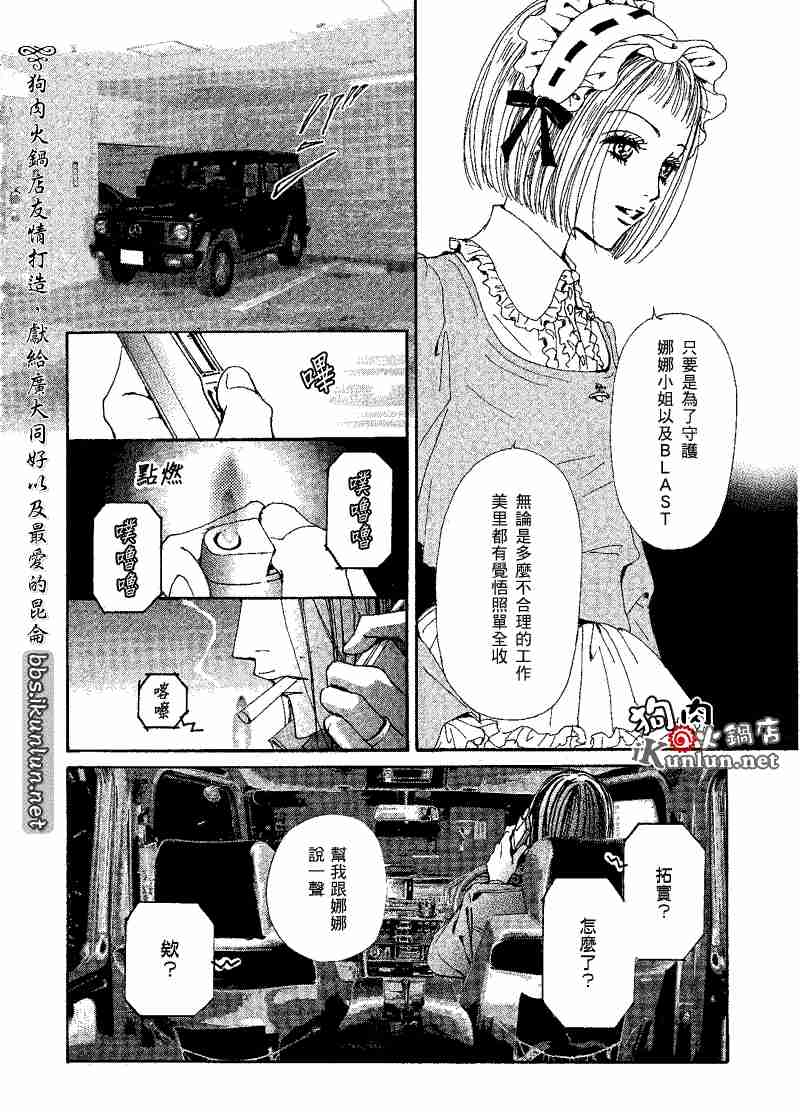 只要是為了守護
娜娜小姐以及BLAST
無論是多麼不合理的工作
美里都有覺悟照單全收
嗶
點燃
噗嚕嚕
噗嚕嚕
喀嚓
拓實？
怎麼了？
幫我跟娜娜
說一聲
欸？
狗肉火鍋店友情打造，獻給廣大同好以及最愛的昆侖
bbs.ikunlun.net
狗肉
火鍋店
iKunlun.net